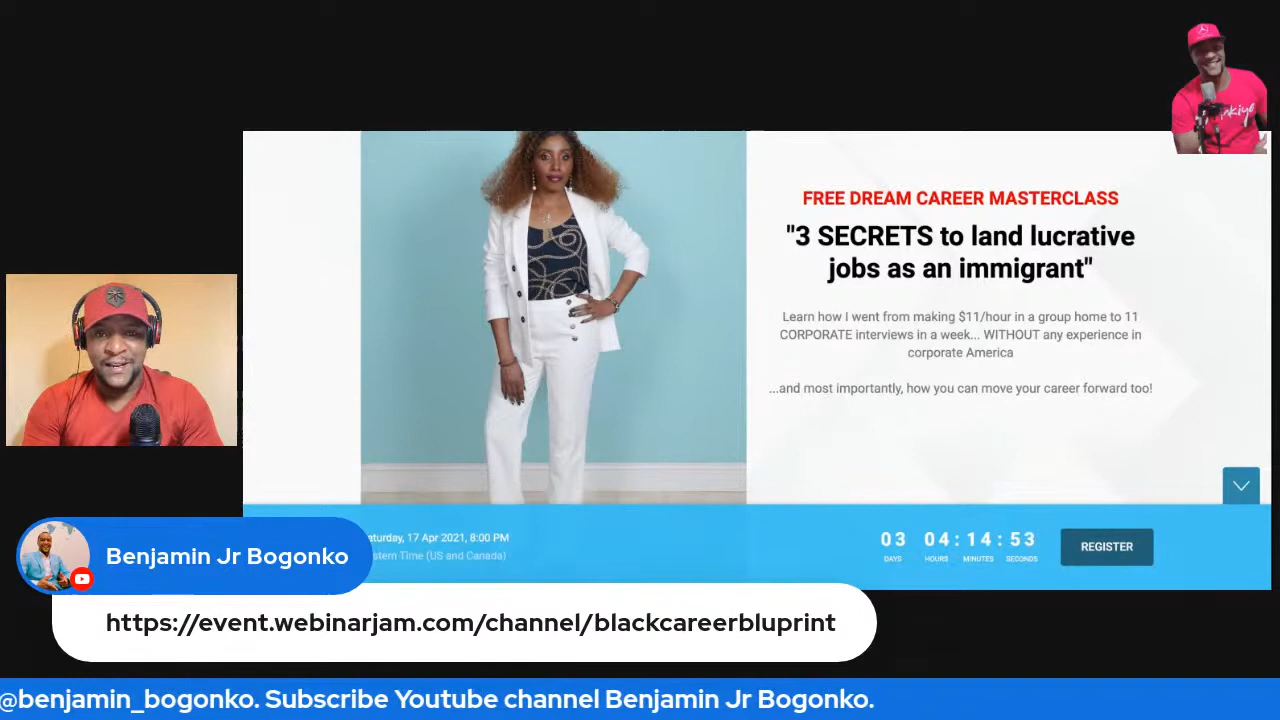 FREE DREAM CAREER MASTERCLASS
"3 SECRETS to land lucrative
jobs as an immigrant"
Learn how I went from making $11/hour in a group home to 11
CORPORATE interviews in a week... WITHOUT any experience in
corporate America
...and most importantly, how you can move your career forward too!
aturday, 17 Apr 2021, 8:00 PM
stern Time (US and Canada)
03 04 : 14 : 53
DAYS HOURS MINUTES SECONDS
REGISTER
Benjamin Jr Bogonko
https://event.webinarjam.com/channel/blackcareerbluprint
@benjamin_bogonko. Subscribe Youtube channel Benjamin Jr Bogonko.